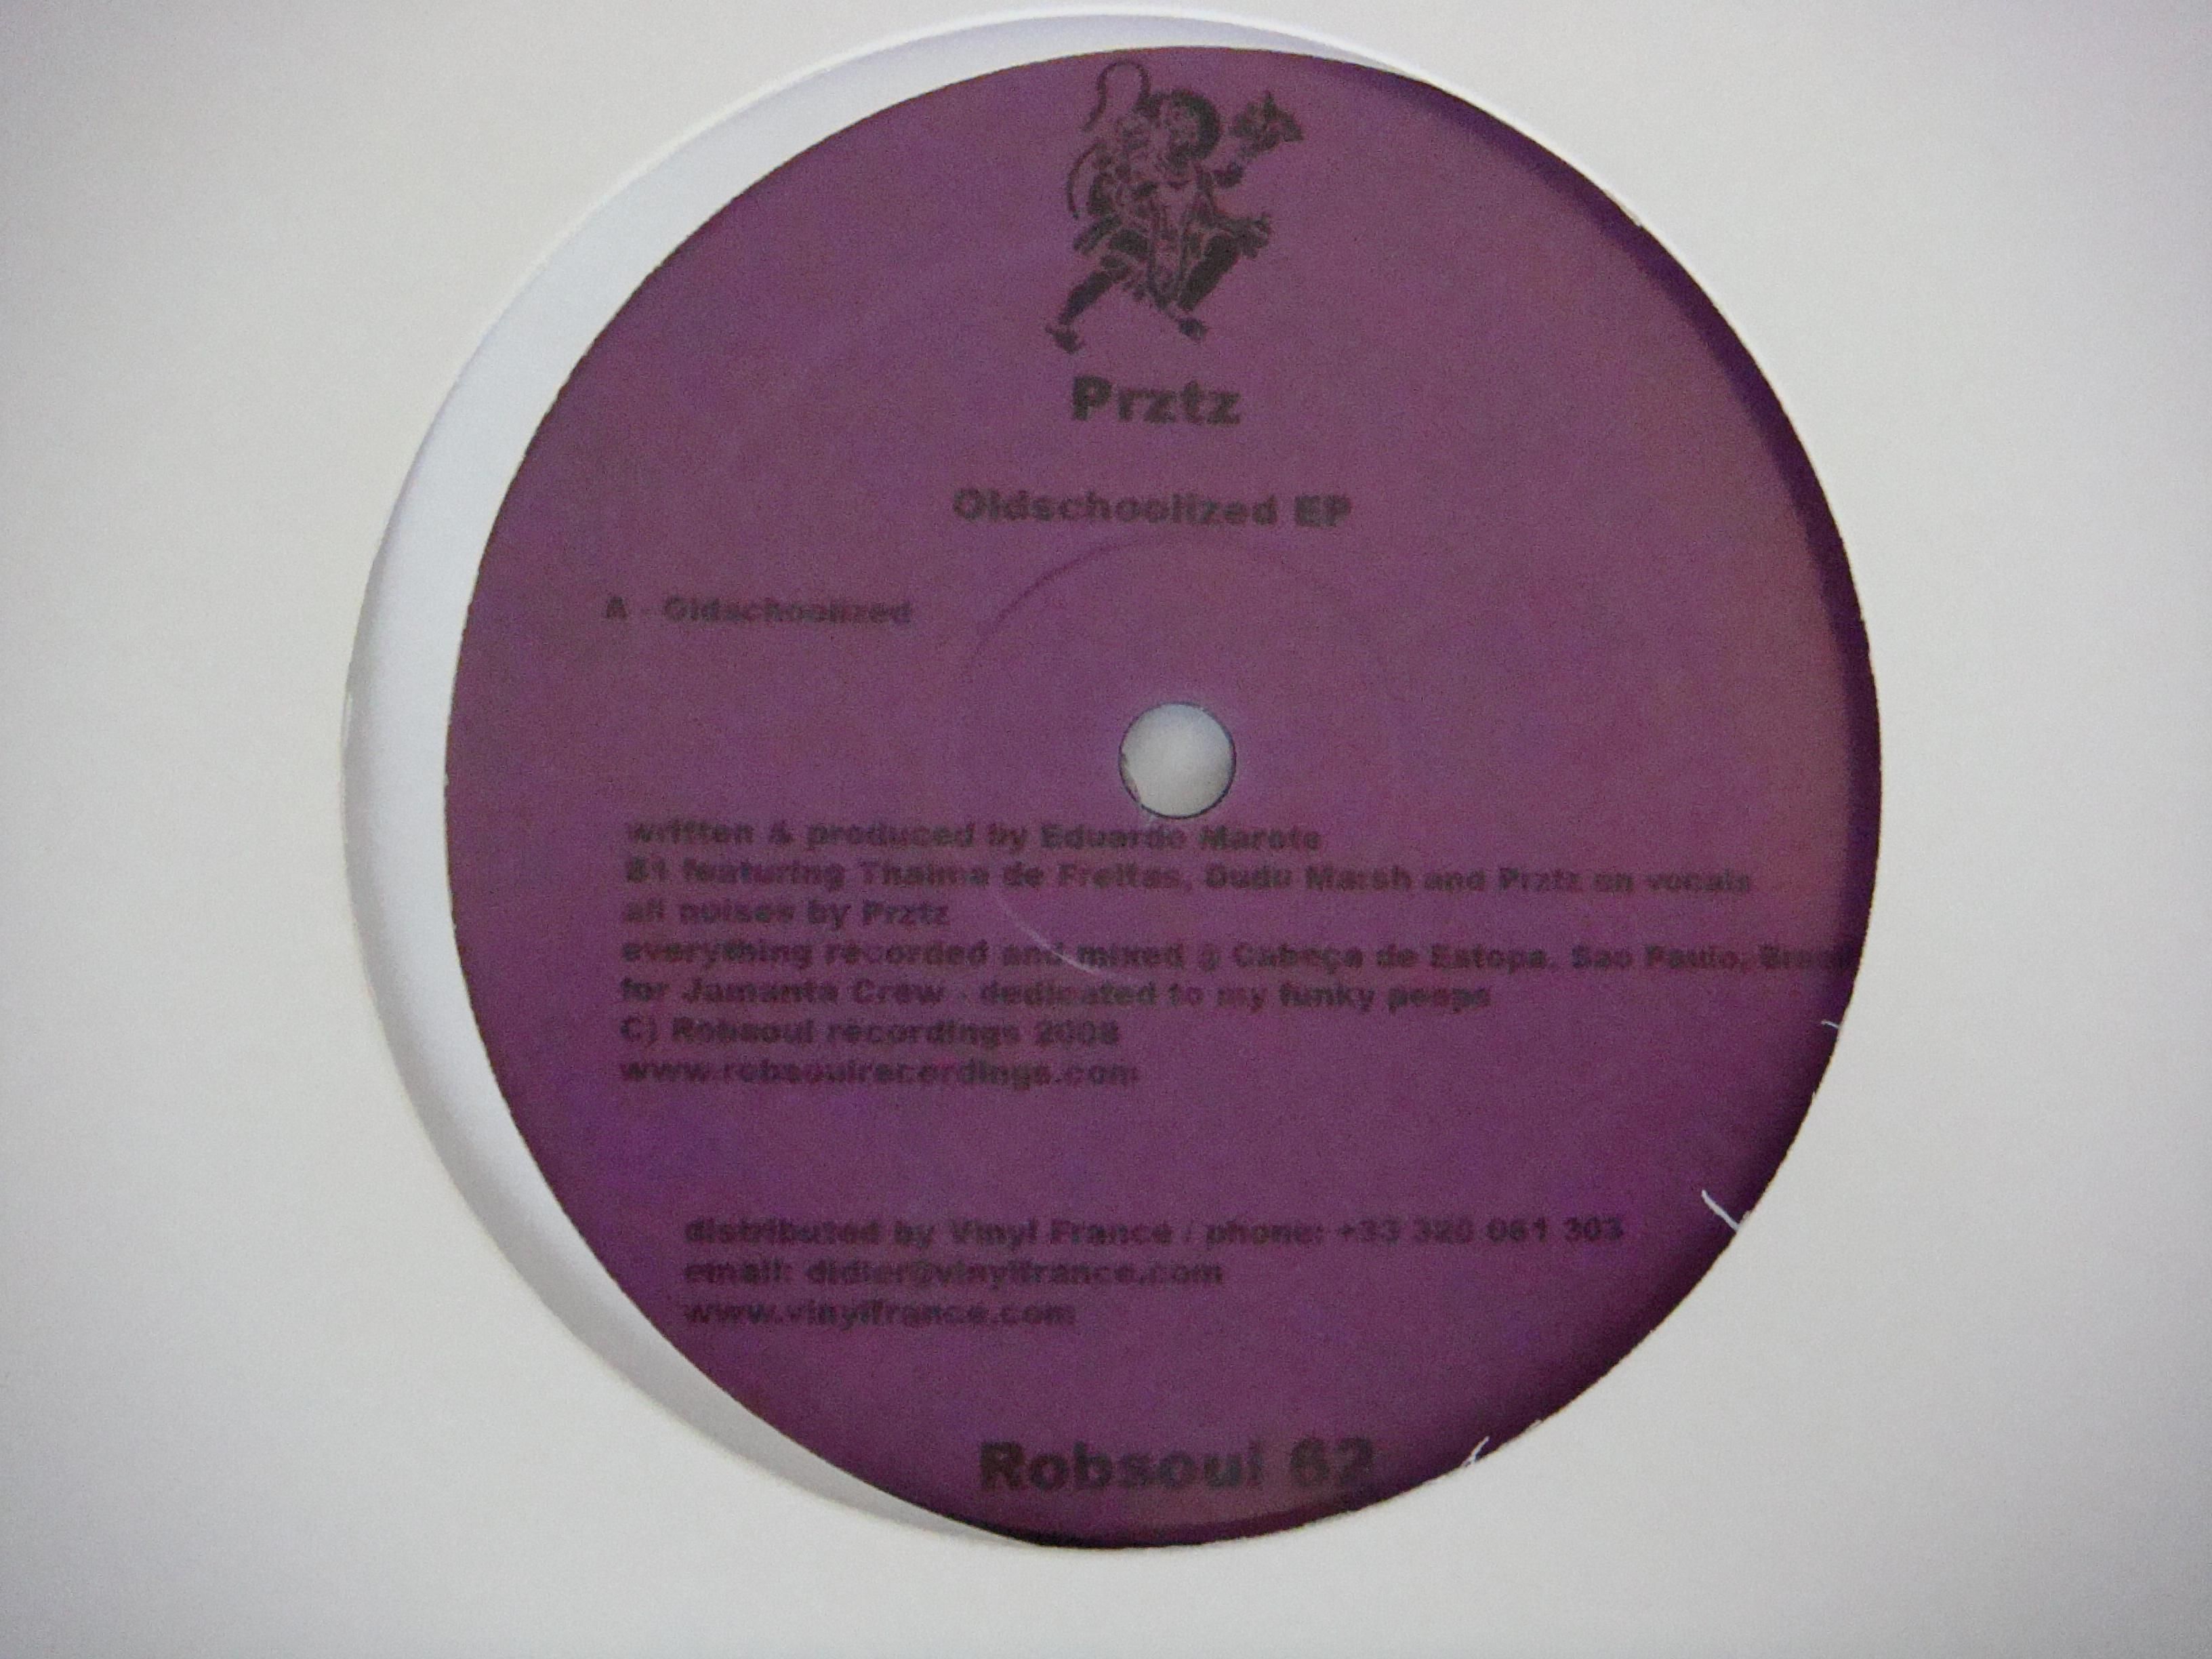 Prztz
Oldschoolized EP
A - Oldschoolized
written & produced by Eduardo Marote
B1 featuring Thalma de Freitas, Dudu Marsh and Prztz on vocals
all noises by Prztz
everything recorded and mixed @ Cabeça de Estopa, Sao Paulo, Brasil
for Jamanta Crew - dedicated to my funky peeps
C) Robsoul recordings 2008
www.robsoulrecordings.com
distributed by Vinyl France / phone: +33 320 061 303
email: didier@vinylfrance.com
www.vinylfrance.com
Robsoul 62